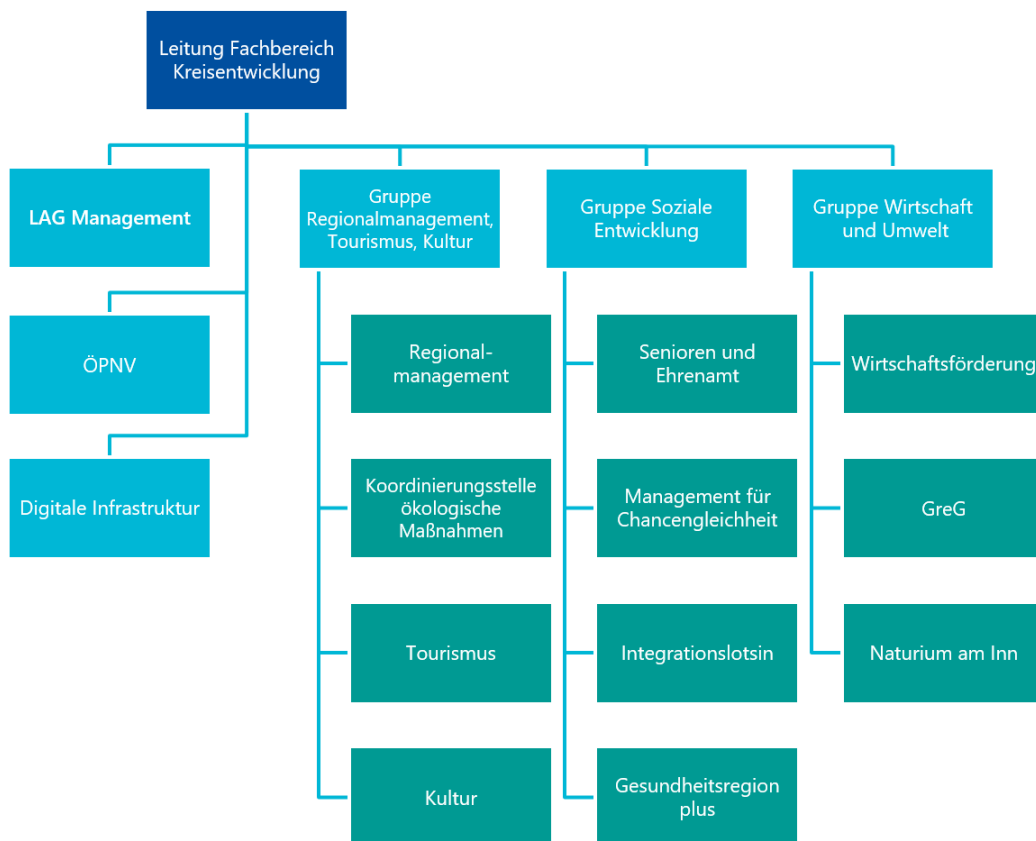 Leitung Fachbereich
Kreisentwicklung
LAG Management
ÖPNV
Digitale Infrastruktur
Gruppe
Regionalmanagement,
Tourismus, Kultur
Regional-
management
Koordinierungsstelle
ökologische
Maßnahmen
Tourismus
Kultur
Gruppe Soziale
Entwicklung
Senioren und
Ehrenamt
Management für
Chancengleichheit
Integrationslotsin
Gesundheitsregion
plus
Gruppe Wirtschaft
und Umwelt
Wirtschaftsförderung
GreG
Naturium am Inn